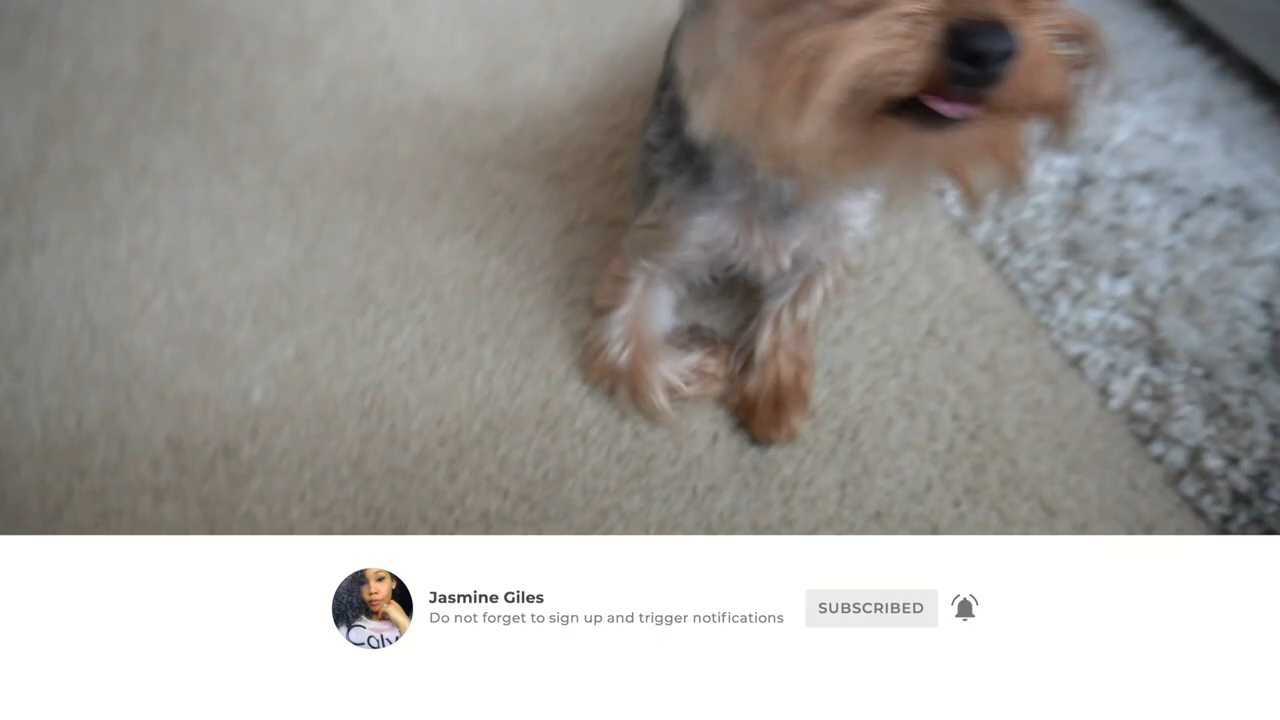 Jasmine Giles
Do not forget to sign up and trigger notifications
SUBSCRIBED